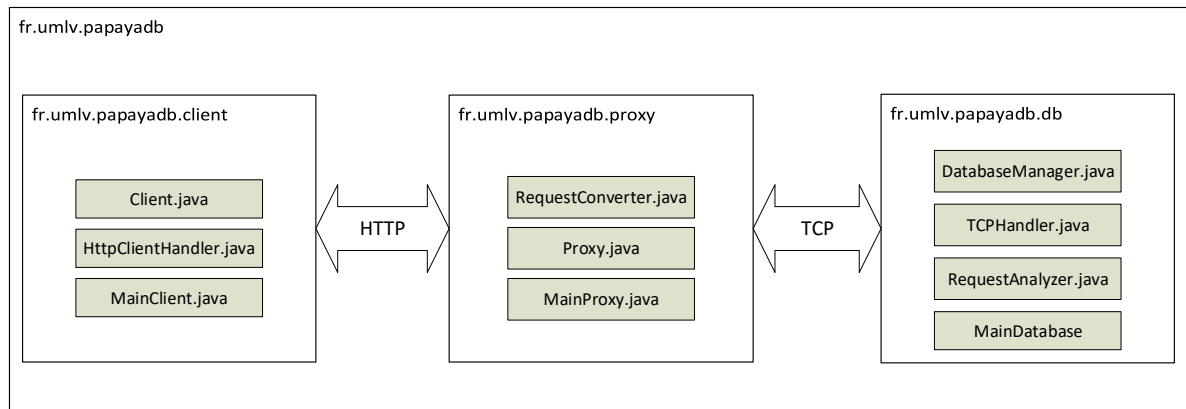 fr.umlv.papayadb
fr.umlv.papayadb.client
Client.java
HttpClientHandler.java
MainClient.java
HTTP
fr.umlv.papayadb.proxy
RequestConverter.java
Proxy.java
MainProxy.java
TCP
fr.umlv.papayadb.db
DatabaseManager.java
TCPHandler.java
RequestAnalyzer.java
MainDatabase